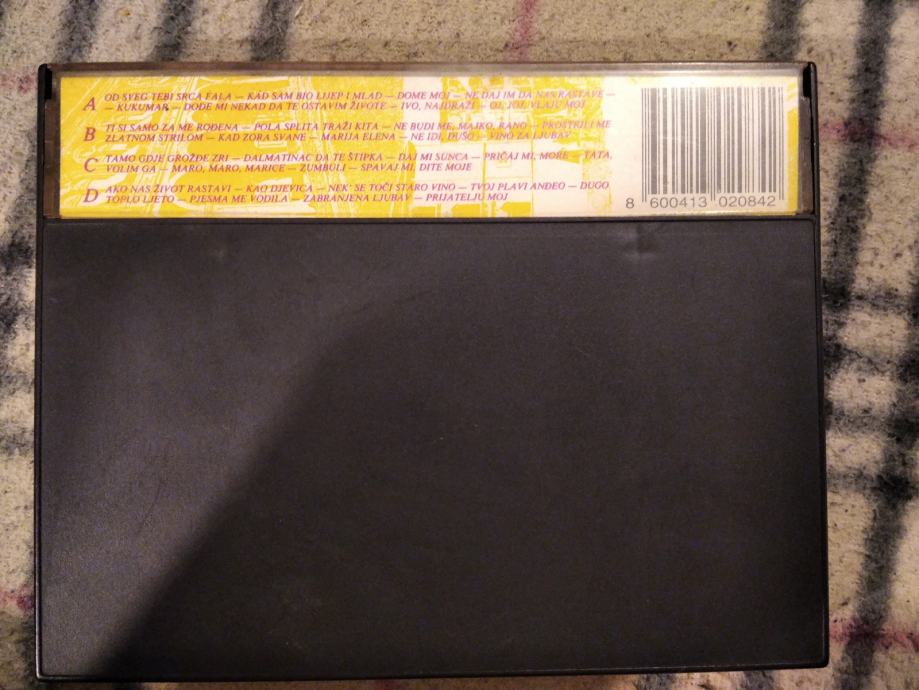 A OD SVEG TEBI SRCA FALA — KAD SAM BIO LIJEP I MLAD — DOME MOJ — NE DAJ IM DA NAS RASTAVE —
— KUKUMAR — DOĐE MI NEKAD DA TE OSTAVIM ŽIVOTE — IVO, NAJDRAŽI — OJ, JOJ, VLAJU MOJ
B TI SI SAMO ZA ME ROĐENA — POLA SPLITA TRAŽI KITA — NE BUDI ME, MAJKO, RANO — PROSTRILI ME
ZLATNOM STRILOM — KAD ZORA SVANE — MARIJA ELENA — NE IDI, DUŠO — VINO ZA LJUBAV
C TAMO GDJE GROŽĐE ZRI — DALMATINAC DA TE ŠTIPKA — DAJ MI SUNCA — PRIČAJ MI, MORE — TATA,
VOLIM GA — MARO, MARO, MARICE — ZUMBULI — SPAVAJ MI, DITE MOJE
D AKO NAS ŽIVOT RASTAVI — KAO DJEVICA — NEK' SE TOČI STARO VINO — TVOJ PLAVI ANĐEO — DUGO
TOPLO LJETO — PJESMA ME VODILA — ZABRANJENA LJUBAV — PRIJATELJU MOJ
8 600413 020842